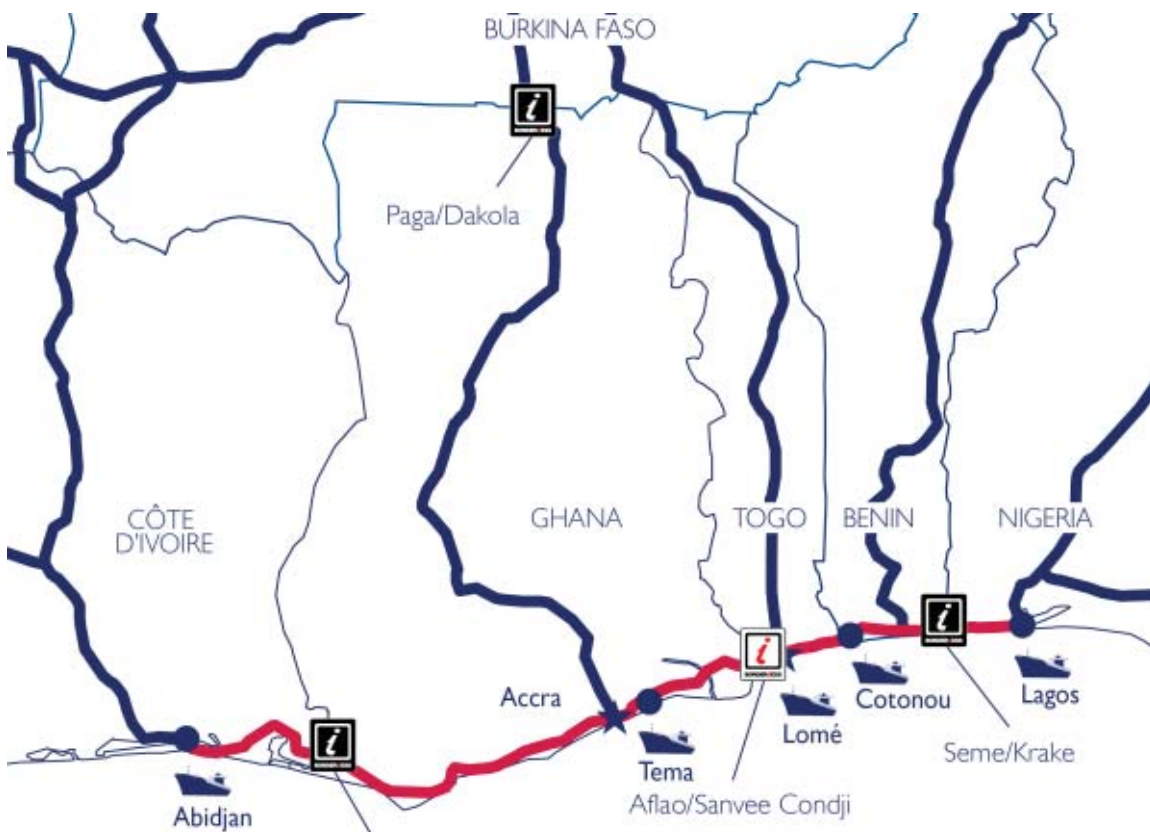 BURKINA FASO
Paga/Dakola
CÔTE
D'IVOIRE
GHANA
TOGO
BENIN
NIGERIA
Accra
Cotonou
Lagos
Lomé
Tema
Seme/Krake
Abidjan
Aflao/Sanvee Condji
i
i
i
i